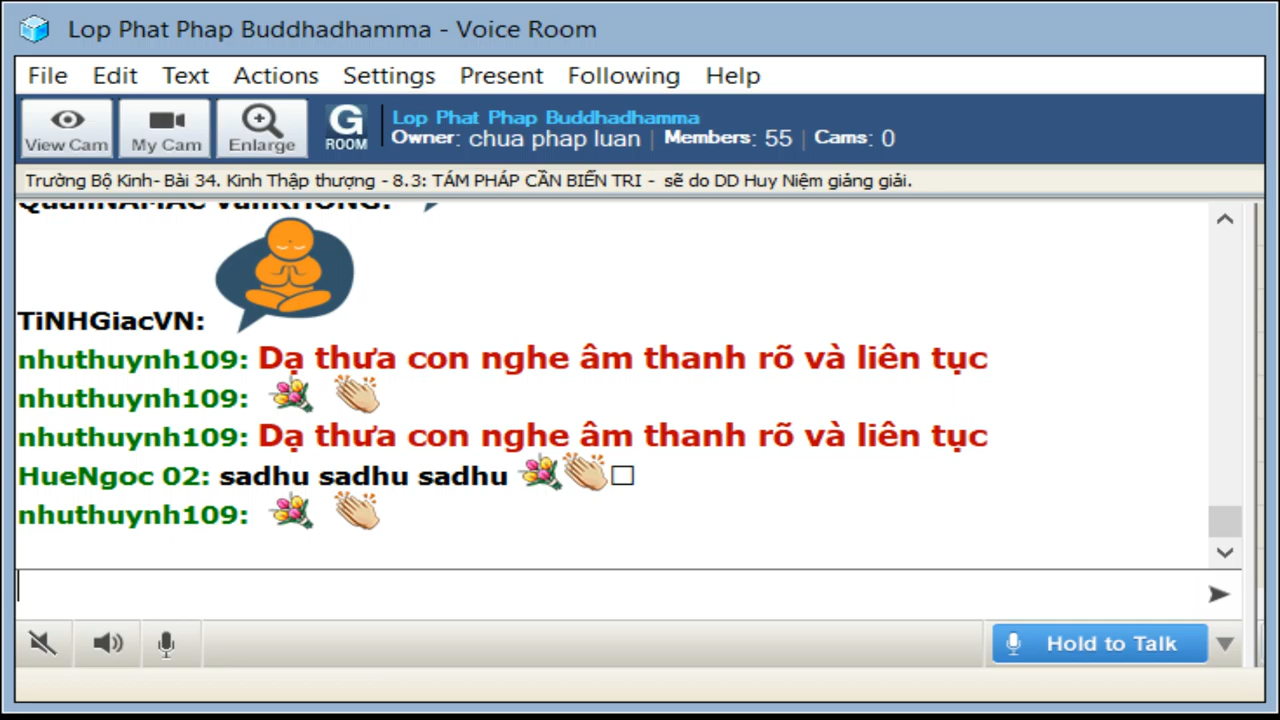 Lop Phat Phap Buddhadhamma - Voice Room
File Edit Text Actions Settings Present Following Help
View Cam My Cam Enlarge G ROOM
Lop Phat Phap Buddhadhamma
Owner: chua phap luan | Members: 55 | Cams: 0
Trường Bộ Kinh- Bài 34. Kinh Thập thượng - 8.3: TÁM PHÁP CẦN BIẾN TRI - sẽ do DD Huy Niệm giảng giải.
TiNHGiacVN:
nhuthuynh109: Dạ thưa con nghe âm thanh rõ và liên tục
nhuthuynh109:
nhuthuynh109: Dạ thưa con nghe âm thanh rõ và liên tục
HueNgoc 02: sadhu sadhu sadhu
nhuthuynh109:
Hold to Talk